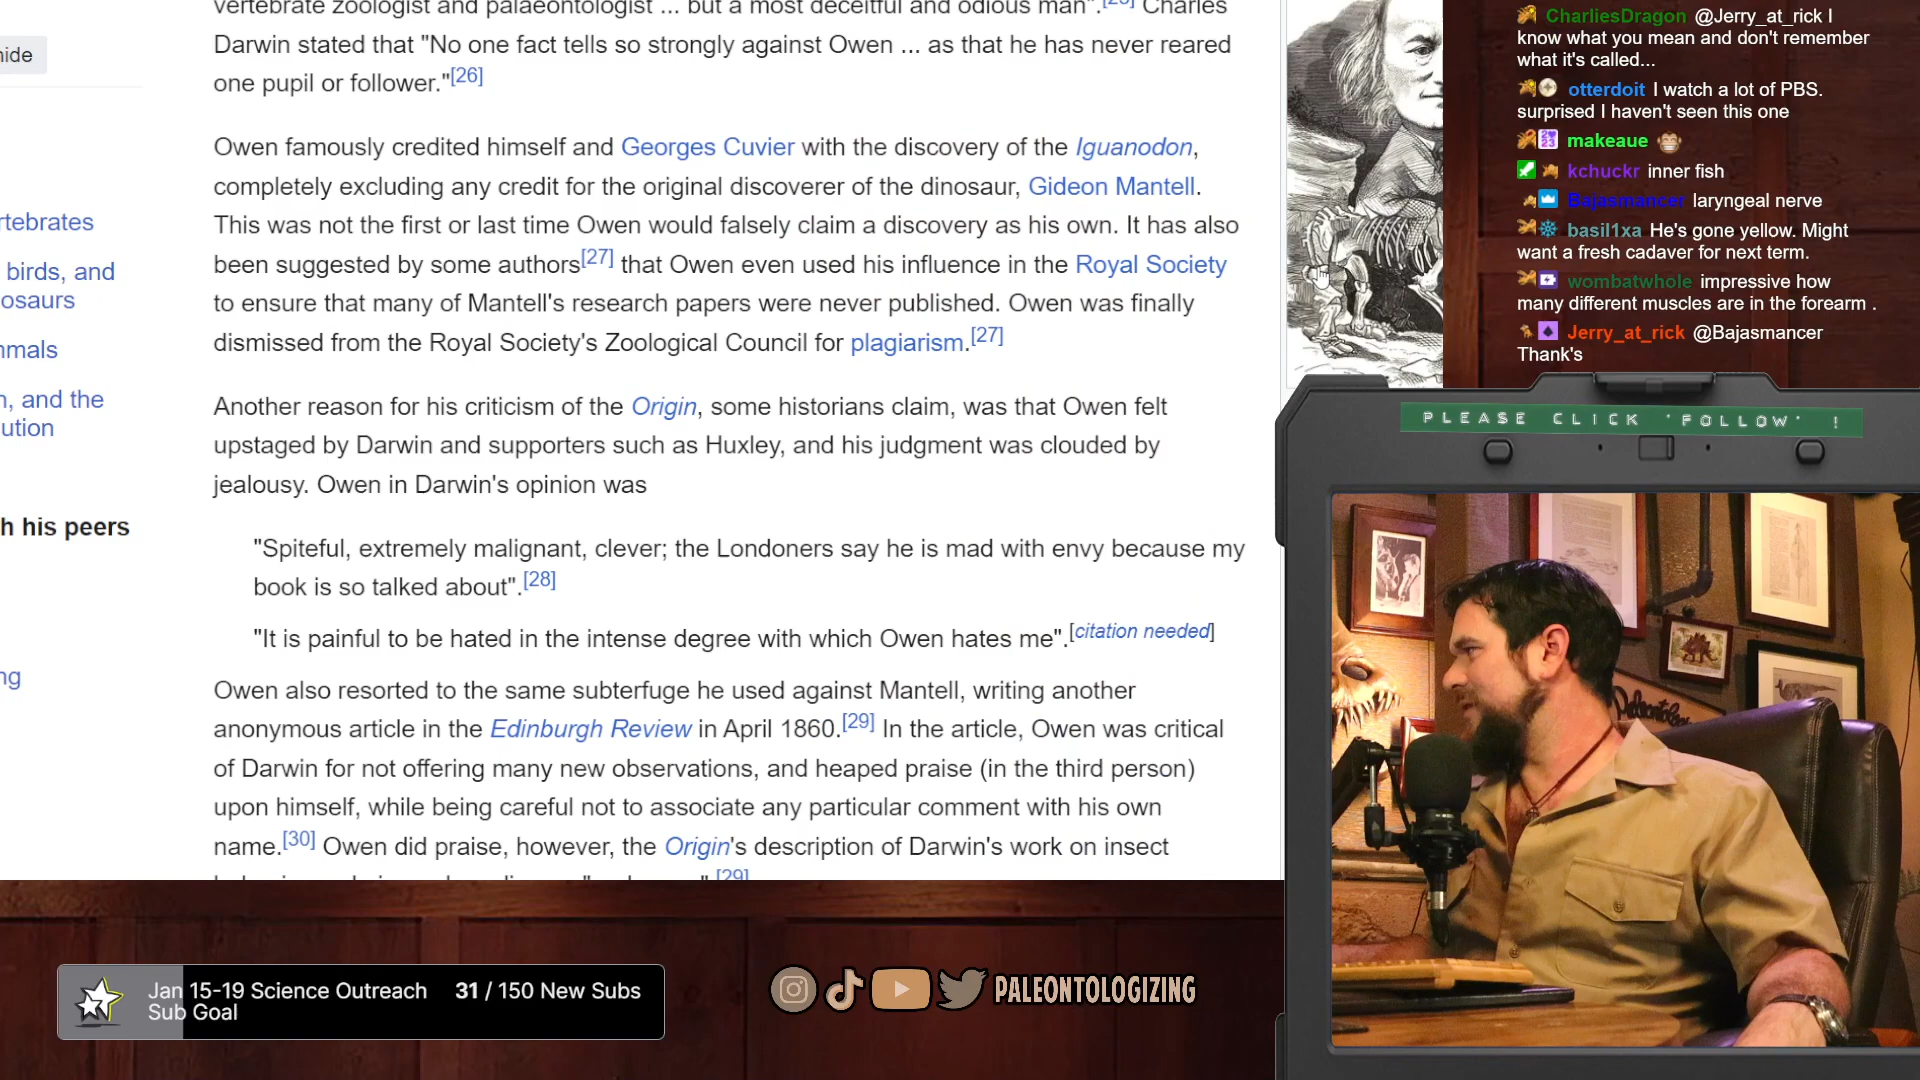 vertebrate zoologist and palaeontologist ... but a most deceitful and odious man".[25] Charles
Darwin stated that "No one fact tells so strongly against Owen ... as that he has never reared
one pupil or follower."[26]
hide
Owen famously credited himself and Georges Cuvier with the discovery of the Iguanodon,
completely excluding any credit for the original discoverer of the dinosaur, Gideon Mantell.
This was not the first or last time Owen would falsely claim a discovery as his own. It has also
been suggested by some authors[27] that Owen even used his influence in the Royal Society
to ensure that many of Mantell's research papers were never published. Owen was finally
dismissed from the Royal Society's Zoological Council for plagiarism.[27]
Another reason for his criticism of the Origin, some historians claim, was that Owen felt
upstaged by Darwin and supporters such as Huxley, and his judgment was clouded by
jealousy. Owen in Darwin's opinion was
"Spiteful, extremely malignant, clever; the Londoners say he is mad with envy because my
book is so talked about".[28]
"It is painful to be hated in the intense degree with which Owen hates me".[citation needed]
Owen also resorted to the same subterfuge he used against Mantell, writing another
anonymous article in the Edinburgh Review in April 1860.[29] In the article, Owen was critical
of Darwin for not offering many new observations, and heaped praise (in the third person)
upon himself, while being careful not to associate any particular comment with his own
name.[30] Owen did praise, however, the Origin's description of Darwin's work on insect
[29]
rtebrates
birds, and
osaurs
mmals
n, and the
ution
h his peers
ng
CharliesDragon @Jerry_at_rick I
know what you mean and don't remember
what it's called...
otterdoit I watch a lot of PBS.
surprised I haven't seen this one
makeaue
kchuckr inner fish
Bajasmancer laryngeal nerve
basil1xa He's gone yellow. Might
want a fresh cadaver for next term.
wombatwhole impressive how
many different muscles are in the forearm .
Jerry_at_rick @Bajasmancer
Thank's
PLEASE CLICK 'FOLLOW' !
Jan 15-19 Science Outreach
Sub Goal
31 / 150 New Subs
PALEONTOLOGIZING